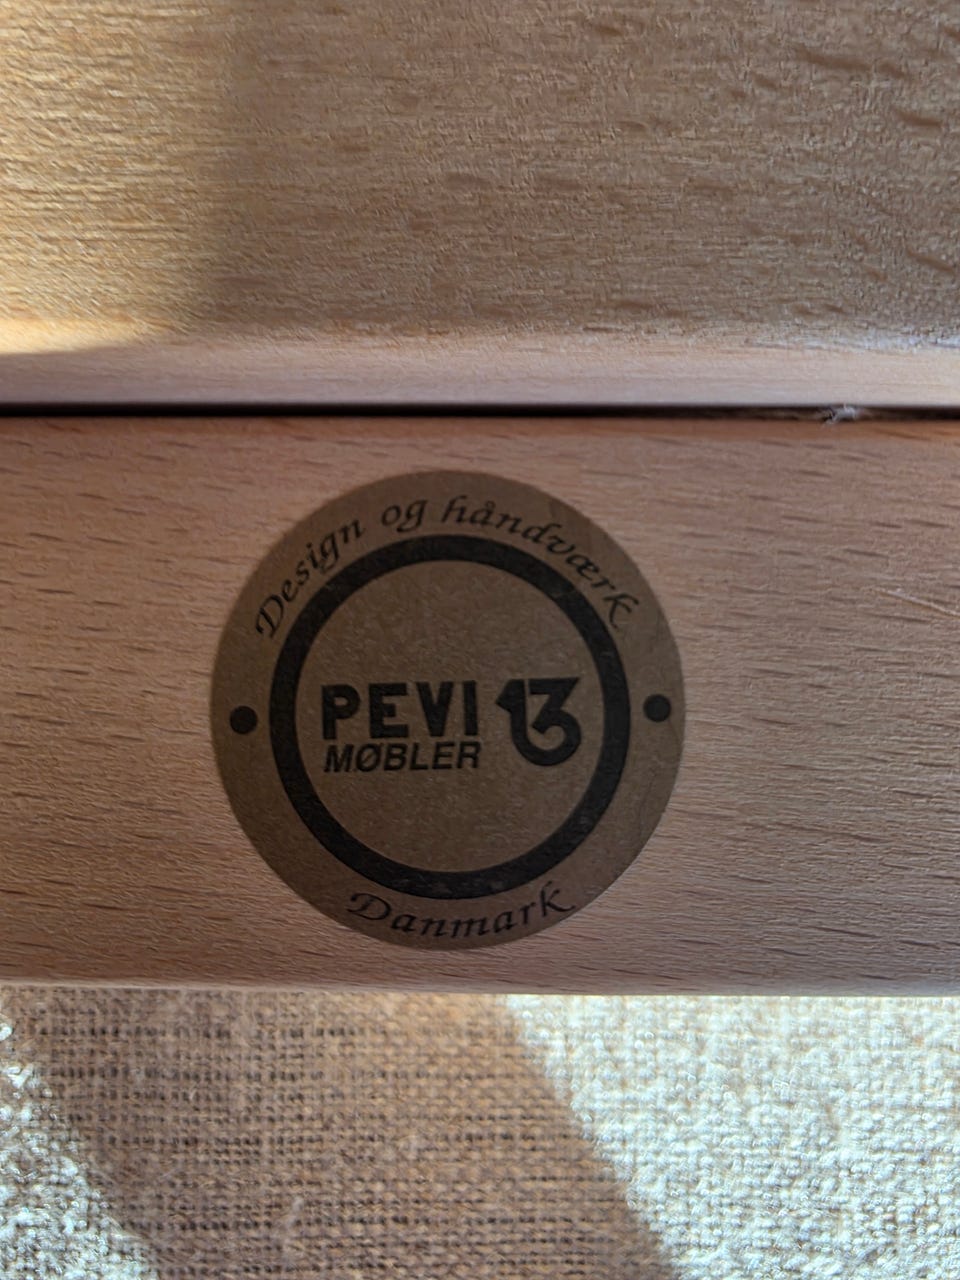 Design og håndværk
PEVI 13
MØBLER
Danmark